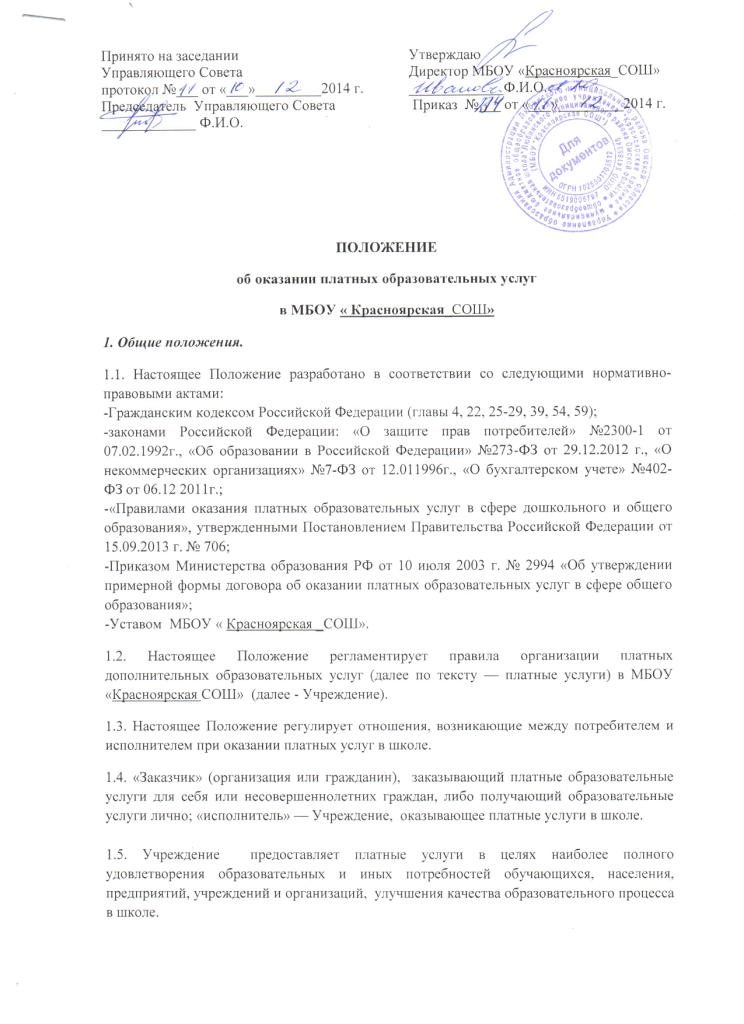 Принято на заседании
Управляющего Совета
протокол № 11 от « 10 » 12 2014 г.
Председатель Управляющего Совета
______________ Ф.И.О.
Утверждаю
Директор МБОУ «Красноярская_СОШ»
Иванова Ф.И.О.
Приказ № от « » 12 2014 г.
Для
документов
ПОЛОЖЕНИЕ
об оказании платных образовательных услуг
в МБОУ « Красноярская_СОШ»
1. Общие положения.
1.1. Настоящее Положение разработано в соответствии со следующими нормативно-
правовыми актами:
-Гражданским кодексом Российской Федерации (главы 4, 22, 25-29, 39, 54, 59);
-законами Российской Федерации: «О защите прав потребителей» №2300-1 от
07.02.1992г., «Об образовании в Российской Федерации» №273-ФЗ от 29.12.2012 г., «О
некоммерческих организациях» №7-ФЗ от 12.011996г., «О бухгалтерском учете» №402-
ФЗ от 06.12 2011г.;
-«Правилами оказания платных образовательных услуг в сфере дошкольного и общего
образования», утвержденными Постановлением Правительства Российской Федерации от
15.09.2013 г. № 706;
-Приказом Министерства образования РФ от 10 июля 2003 г. № 2994 «Об утверждении
примерной формы договора об оказании платных образовательных услуг в сфере общего
образования»;
-Уставом МБОУ « Красноярская _СОШ».
1.2. Настоящее Положение регламентирует правила организации платных
дополнительных образовательных услуг (далее по тексту — платные услуги) в МБОУ
«Красноярская СОШ» (далее - Учреждение).
1.3. Настоящее Положение регулирует отношения, возникающие между потребителем и
исполнителем при оказании платных услуг в школе.
1.4. «Заказчик» (организация или гражданин), заказывающий платные образовательные
услуги для себя или несовершеннолетних граждан, либо получающий образовательные
услуги лично; «исполнитель» — Учреждение, оказывающее платные услуги в школе.
1.5. Учреждение предоставляет платные услуги в целях наиболее полного
удовлетворения образовательных и иных потребностей обучающихся, населения,
предприятий, учреждений и организаций, улучшения качества образовательного процесса
в школе.